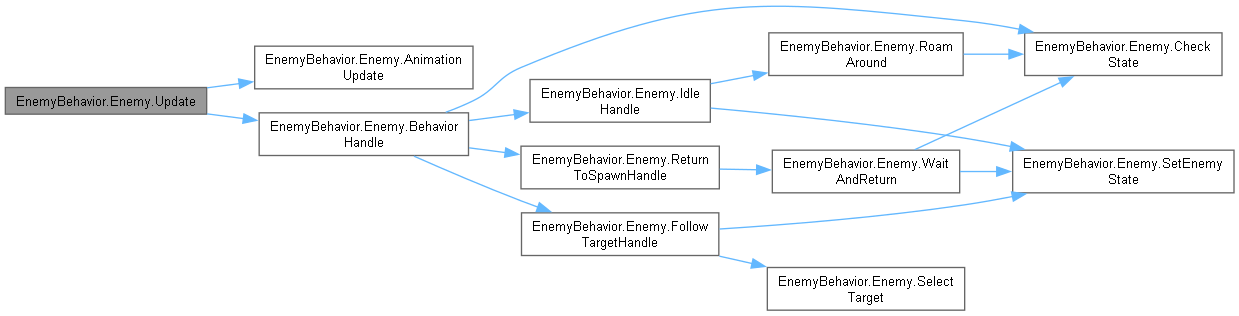 EnemyBehavior.Enemy.Update
EnemyBehavior.Enemy.Animation
Update
EnemyBehavior.Enemy.Behavior
Handle
EnemyBehavior.Enemy.Idle
Handle
EnemyBehavior.Enemy.Return
ToSpawnHandle
EnemyBehavior.Enemy.Follow
TargetHandle
EnemyBehavior.Enemy.Roam
Around
EnemyBehavior.Enemy.Wait
AndReturn
EnemyBehavior.Enemy.Select
Target
EnemyBehavior.Enemy.Check
State
EnemyBehavior.Enemy.SetEnemy
State